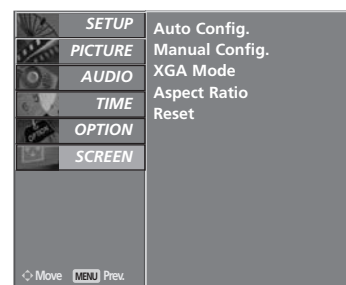 SETUP
PICTURE
AUDIO
TIME
OPTION
SCREEN
Auto Config.
Manual Config.
XGA Mode
Aspect Ratio
Reset
Move MENU Prev.